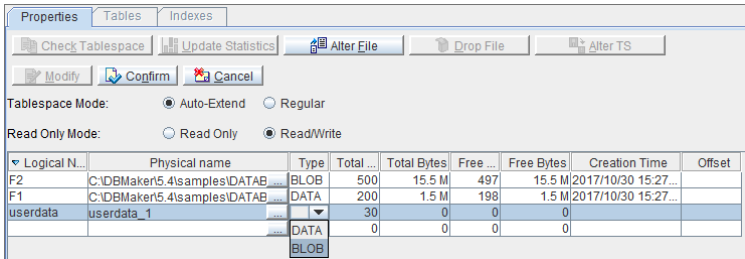 Properties Tables Indexes
Check Tablespace Update Statistics Alter File Drop File Alter TS
Modify Confirm Cancel
Tablespace Mode: Auto-Extend Regular
Read Only Mode: Read Only Read/Write
Logical N... Physical name Type Total ... Total Bytes Free ... Free Bytes Creation Time Offset
F2 C:\DBMaker\5.4\samples\DATAB... ... BLOB 500 15.5 M 497 15.5 M 2017/10/30 15:27...
F1 C:\DBMaker\5.4\samples\DATAB... ... DATA 200 1.5 M 198 1.5 M 2017/10/30 15:27...
userdata userdata_1 ... 30 0 0 0
... DATA 0 0 0 0
BLOB